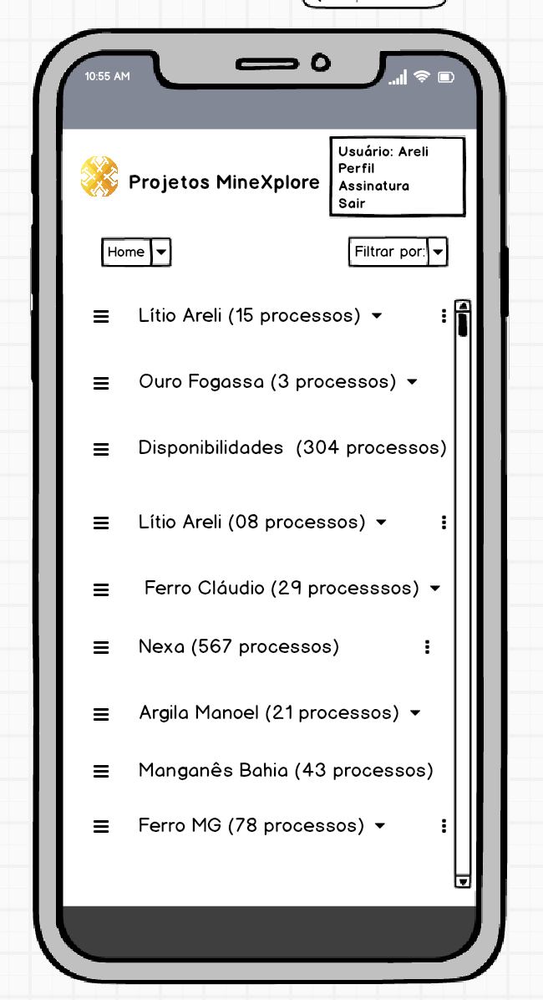 10:55 AM
Projetos MineXplore
Usuário: Areli
Perfil
Assinatura
Sair
Home
Filtrar por:
Lítio Areli (15 processos)
Ouro Fogassa (3 processos)
Disponibilidades (304 processos)
Lítio Areli (08 processos)
Ferro Cláudio (29 processsos)
Nexa (567 processos)
Argila Manoel (21 processos)
Manganês Bahia (43 processos)
Ferro MG (78 processos)